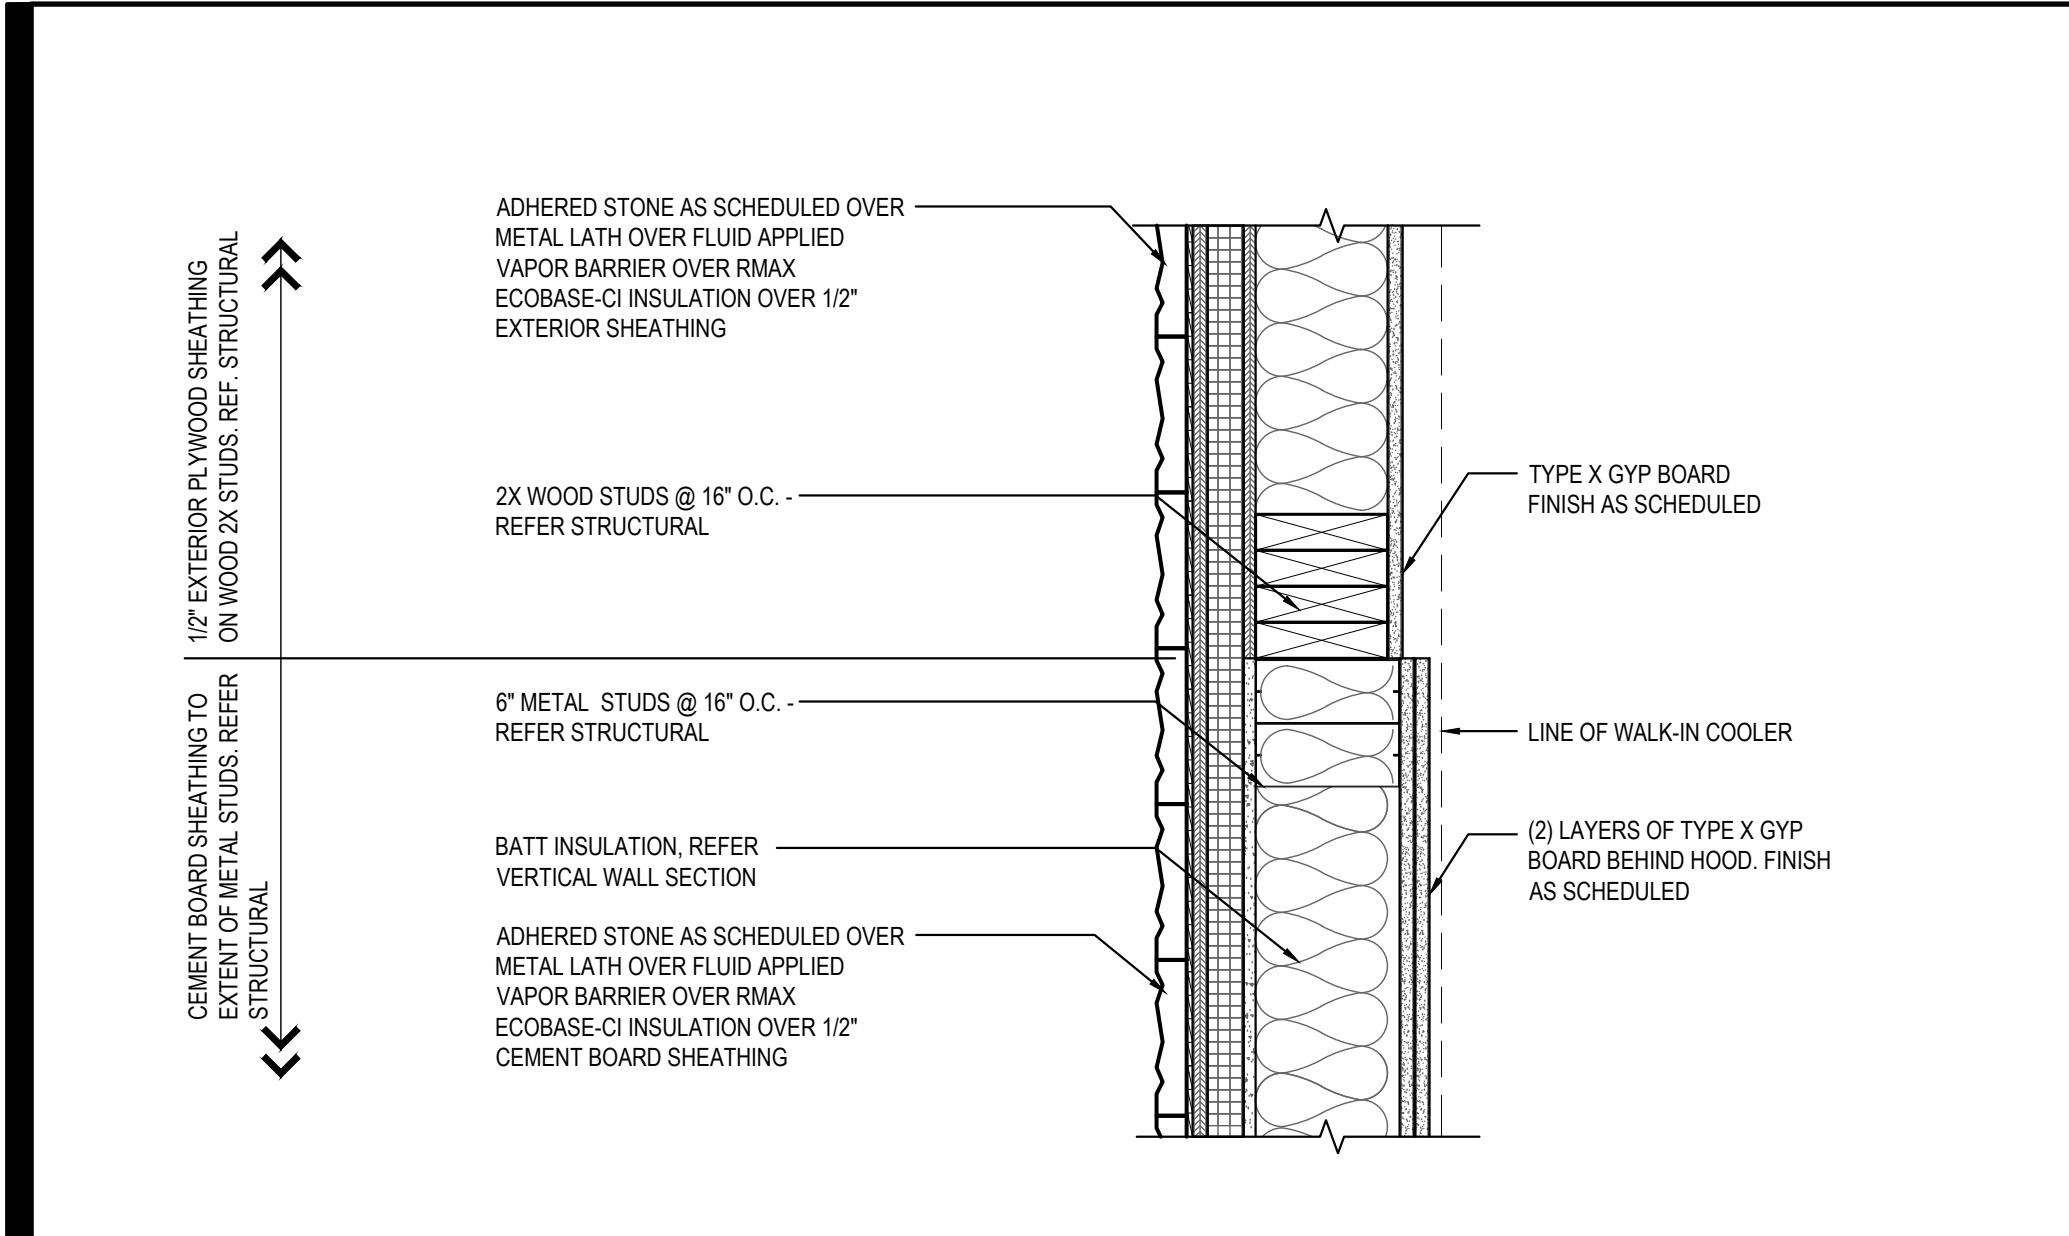 1/2" EXTERIOR PLYWOOD SHEATHING
ON WOOD 2X STUDS. REF. STRUCTURAL
CEMENT BOARD SHEATHING TO
EXTENT OF METAL STUDS. REFER
STRUCTURAL
ADHERED STONE AS SCHEDULED OVER
METAL LATH OVER FLUID APPLIED
VAPOR BARRIER OVER RMAX
ECOBASE-CI INSULATION OVER 1/2"
EXTERIOR SHEATHING
2X WOOD STUDS @ 16" O.C. -
REFER STRUCTURAL
6" METAL STUDS @ 16" O.C. -
REFER STRUCTURAL
BATT INSULATION, REFER
VERTICAL WALL SECTION
ADHERED STONE AS SCHEDULED OVER
METAL LATH OVER FLUID APPLIED
VAPOR BARRIER OVER RMAX
ECOBASE-CI INSULATION OVER 1/2"
CEMENT BOARD SHEATHING
TYPE X GYP BOARD
FINISH AS SCHEDULED
LINE OF WALK-IN COOLER
(2) LAYERS OF TYPE X GYP
BOARD BEHIND HOOD. FINISH
AS SCHEDULED